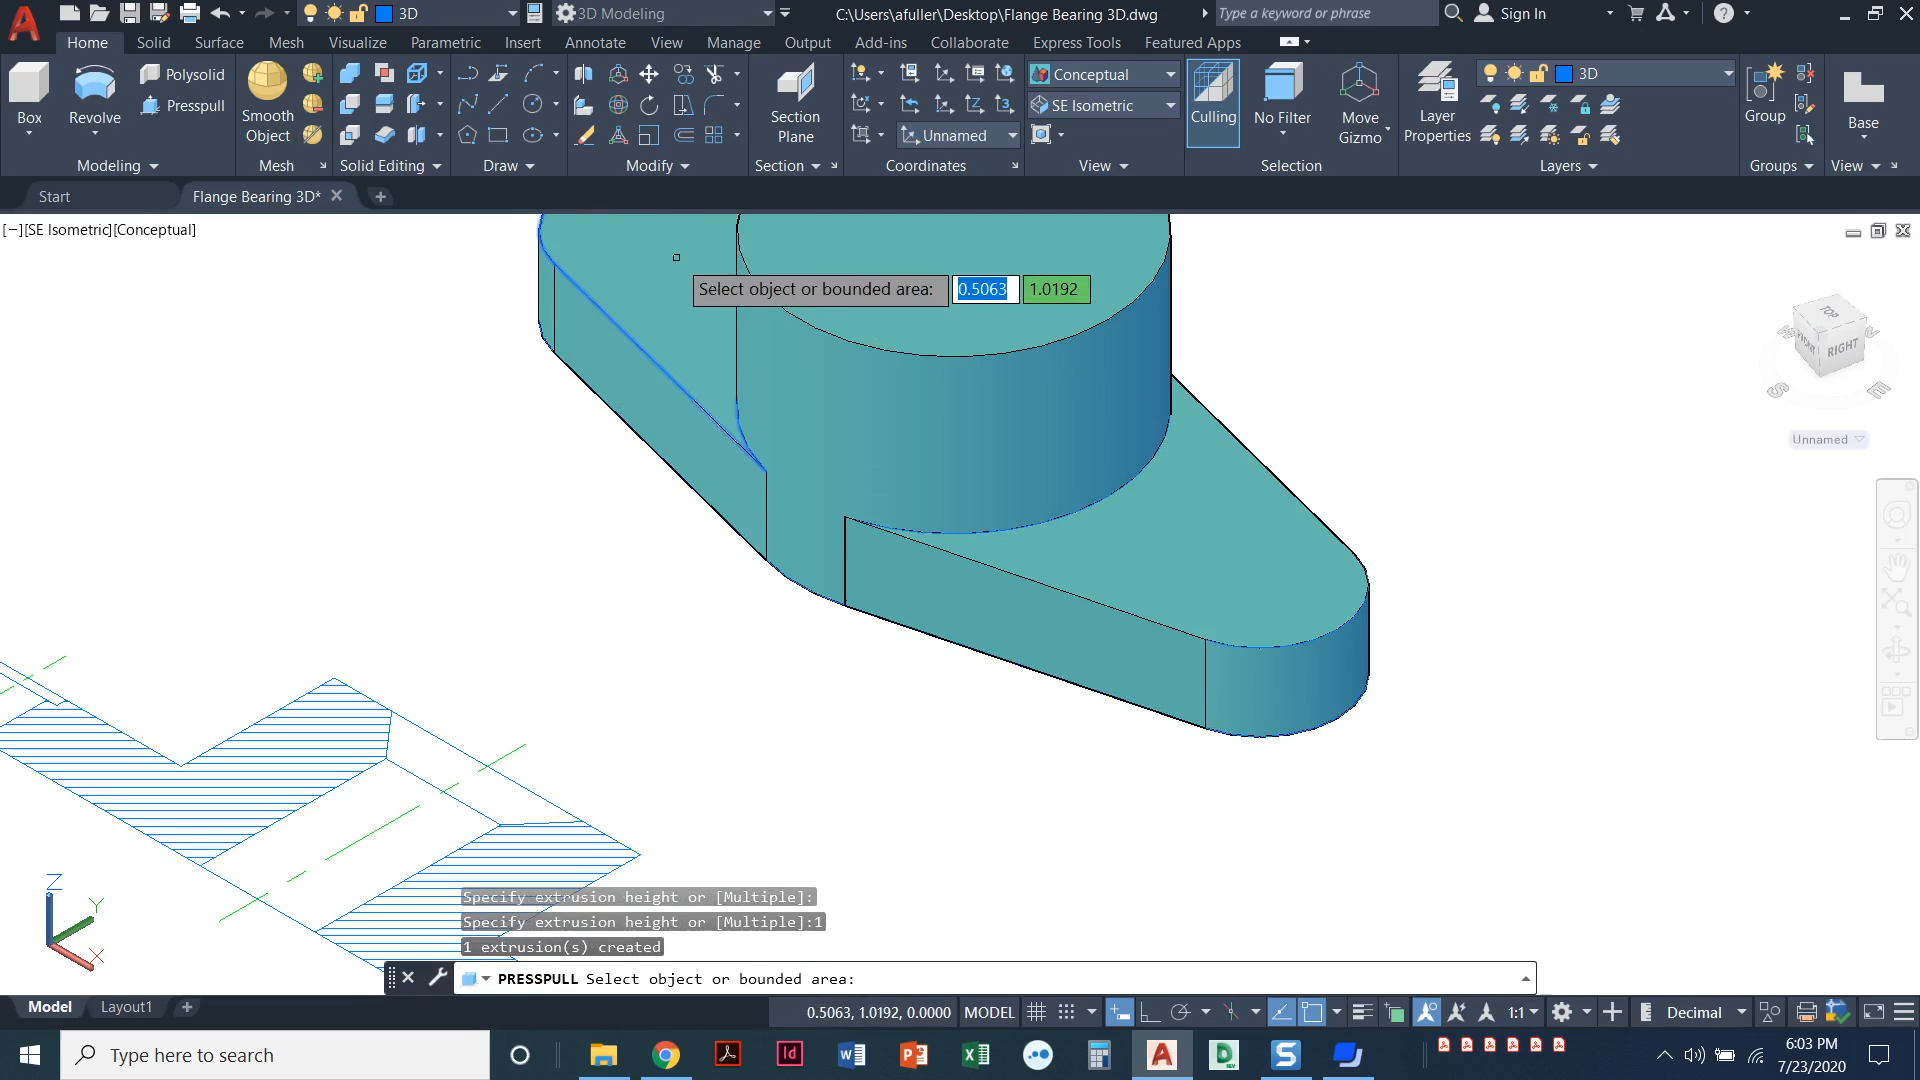 3D
3D Modeling
C:\Users\afuller\Desktop\Flange Bearing 3D.dwg
Type a keyword or phrase
Sign In
Home Solid Surface Mesh Visualize Parametric Insert Annotate View Manage Output Add-ins Collaborate Express Tools Featured Apps
Box
Revolve
Polysolid
Presspull
Smooth
Object
Section
Plane
Unnamed
Conceptual
SE Isometric
Culling
No Filter
Move
Gizmo
Layer
Properties
3D
Group
Base
Modeling Mesh Solid Editing Draw Modify Section Coordinates View Selection Layers Groups View
Start Flange Bearing 3D*
[−][SE Isometric][Conceptual]
Select object or bounded area: 0.5063 1.0192
TOP
FRONT
RIGHT
S
E
Unnamed
Z
Y
X
Specify extrusion height or [Multiple]:
Specify extrusion height or [Multiple]:1
1 extrusion(s) created
PRESSPULL Select object or bounded area:
Model Layout1
0.5063, 1.0192, 0.0000 MODEL 1:1 Decimal
Type here to search
6:03 PM
7/23/2020